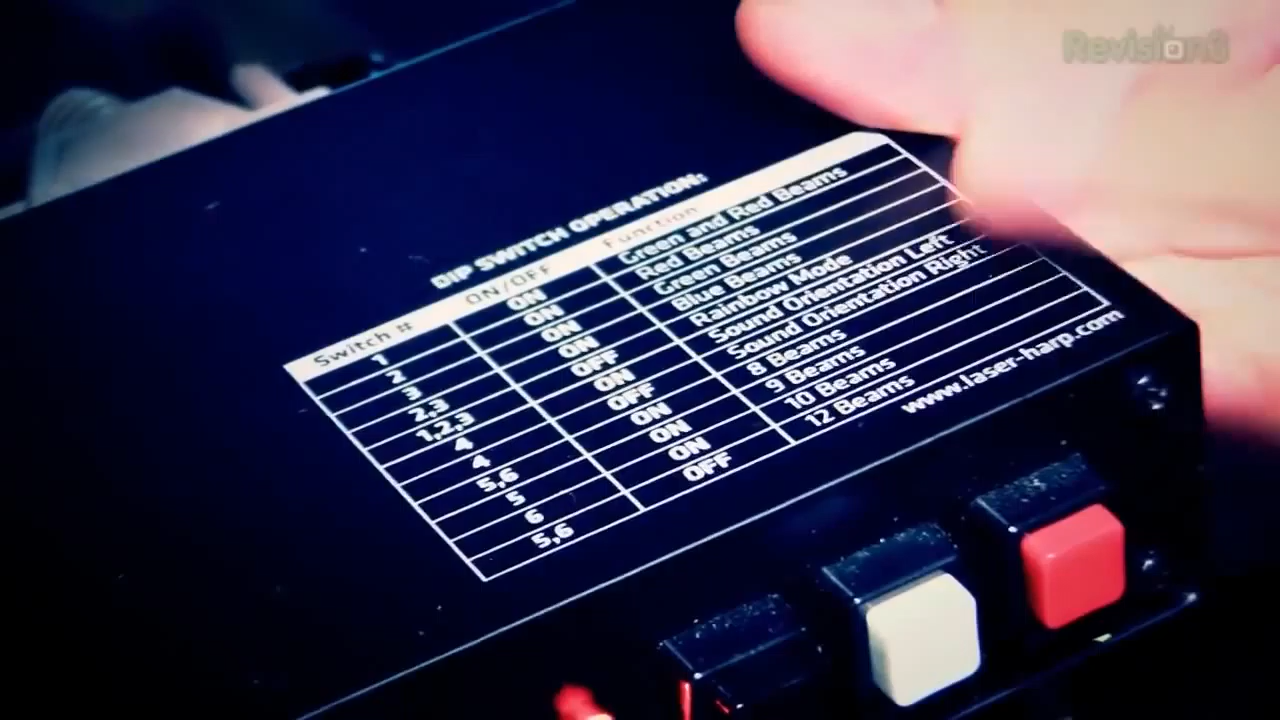 Revision3
DIP SWITCH OPERATION:
Switch # ON/OFF Function
1 ON Green and Red Beams
2 ON Red Beams
3 ON Green Beams
2,3 ON Blue Beams
1,2,3 OFF Rainbow Mode
4 ON Sound Orientation Left
4 OFF Sound Orientation Right
5,6 ON 8 Beams
5 ON 9 Beams
6 ON 10 Beams
5,6 OFF 12 Beams
www.laser-harp.com